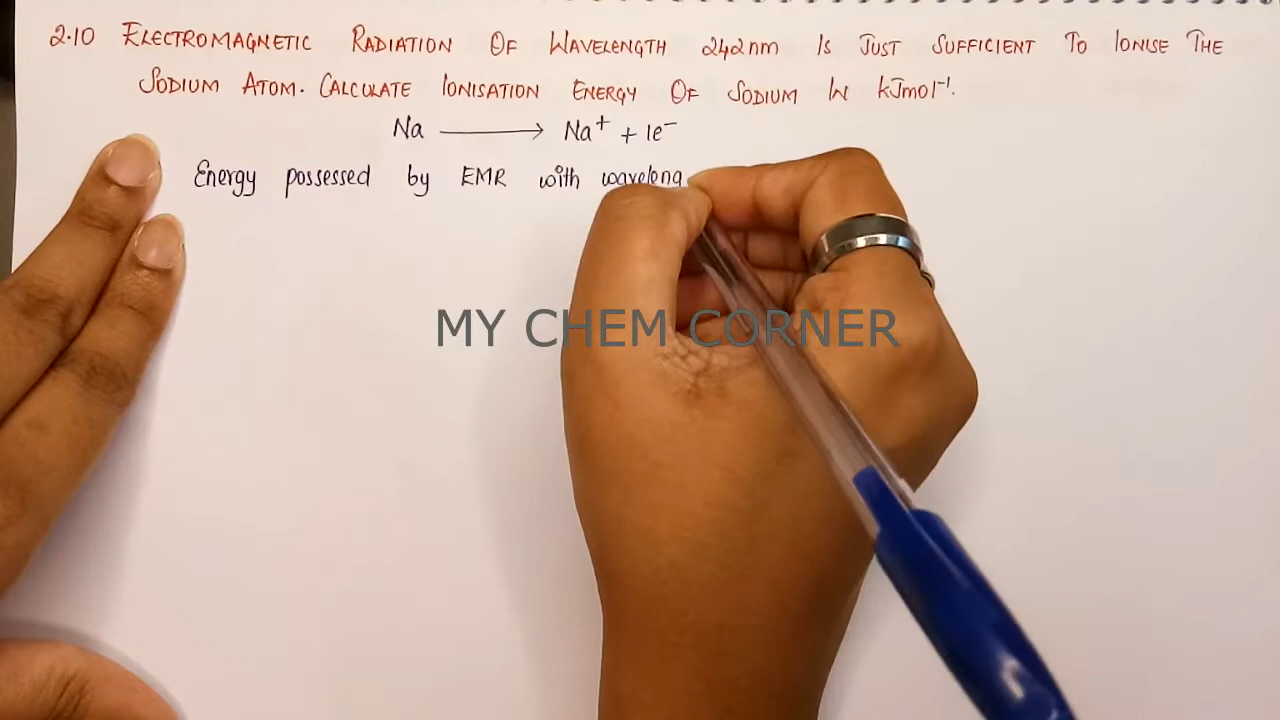 2.10 ELECTROMAGNETIC RADIATION OF WAVELENGTH 242nm IS JUST SUFFICIENT TO IONISE THE
SODIUM ATOM. CALCULATE IONISATION ENERGY OF SODIUM IN kJmol⁻¹.
Na ⟶ Na⁺ + 1e⁻
Energy possessed by EMR with waveleng
MY CHEM CORNER